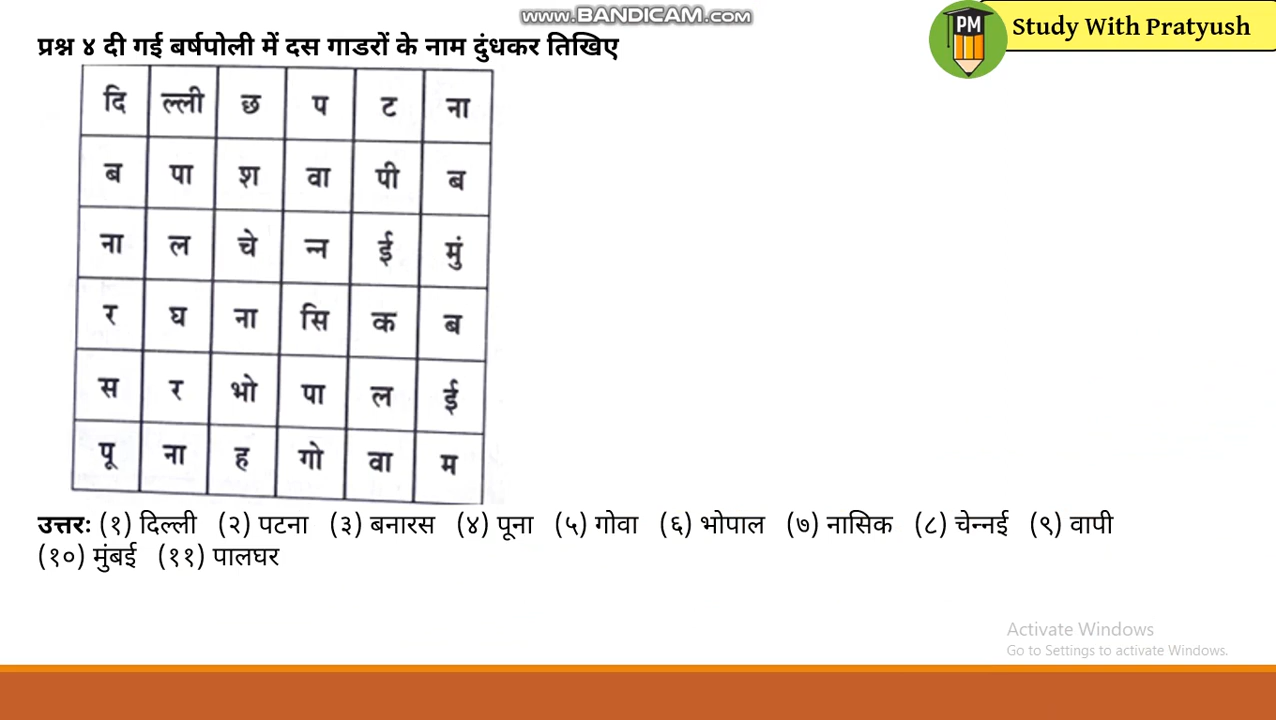 www.BANDICAM.com
PM
Study With Pratyush
प्रश्न ४ दी गई बर्षपोली में दस गाडरों के नाम दुंधकर तिखिए
दि ल्ली छ प ट ना
ब पा श वा पी ब
ना ल चे न्न ई मुं
र घ ना सि क ब
स र भो पा ल ई
पू ना ह गो वा म
उत्तरः (१) दिल्ली (२) पटना (३) बनारस (४) पूना (५) गोवा (६) भोपाल (७) नासिक (८) चेन्नई (९) वापी
(१०) मुंबई (११) पालघर
Activate Windows
Go to Settings to activate Windows.